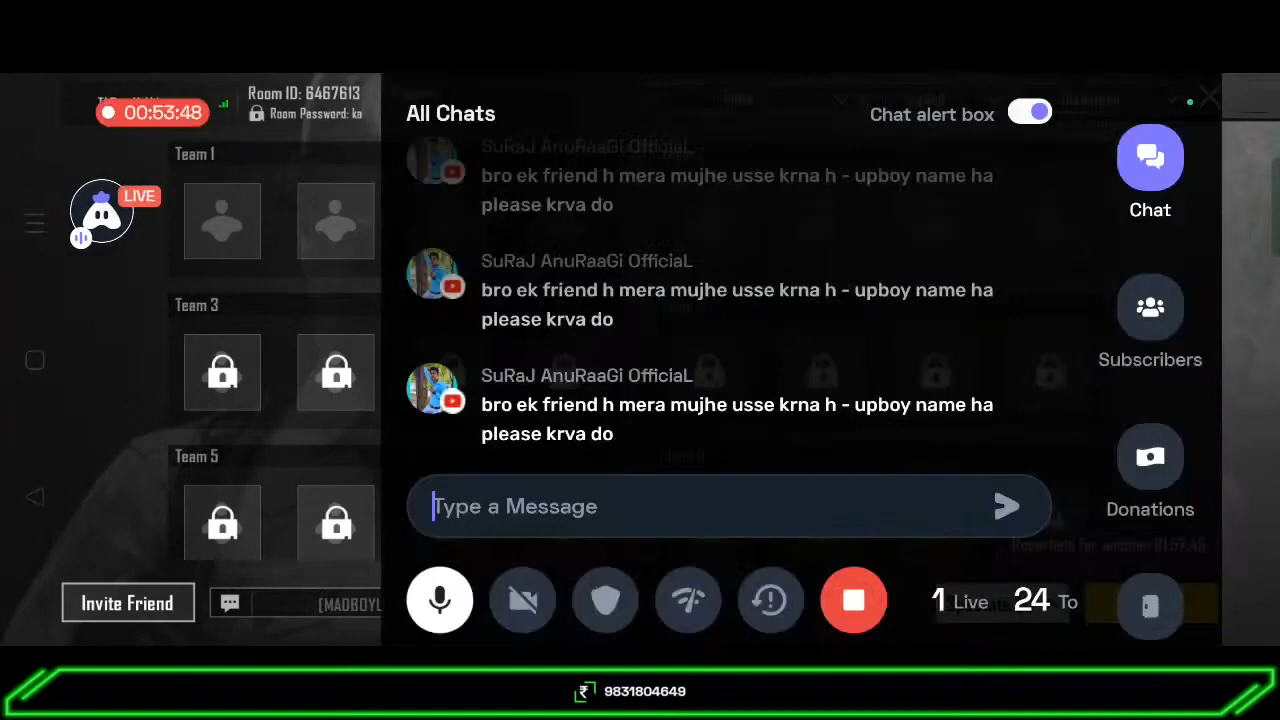 Room ID: 6467613
00:53:48
Room Password: ka
All Chats
Chat alert box
Team 1
SuRaJ AnuRaaGi OfficiaL
bro ek friend h mera mujhe usse krna h - upboy name ha
please krva do
LIVE
Chat
SuRaJ AnuRaaGi OfficiaL
bro ek friend h mera mujhe usse krna h - upboy name ha
please krva do
Team 3
Subscribers
SuRaJ AnuRaaGi OfficiaL
bro ek friend h mera mujhe usse krna h - upboy name ha
please krva do
Team 5
Type a Message
Donations
Invite Friend
[MADBOYL
1 Live 24 To
₹ 9831804649